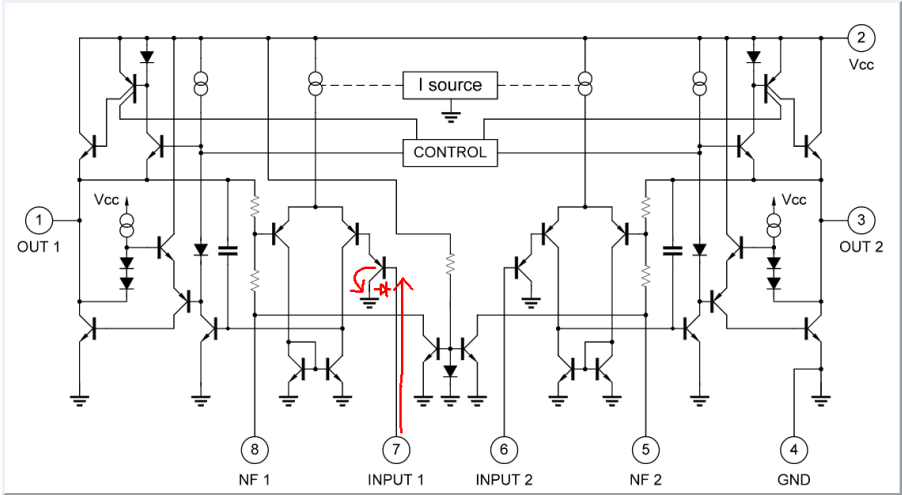 2
Vcc
I source
CONTROL
Vcc
Vcc
1
OUT 1
3
OUT 2
8
7
6
5
4
NF 1
INPUT 1
INPUT 2
NF 2
GND